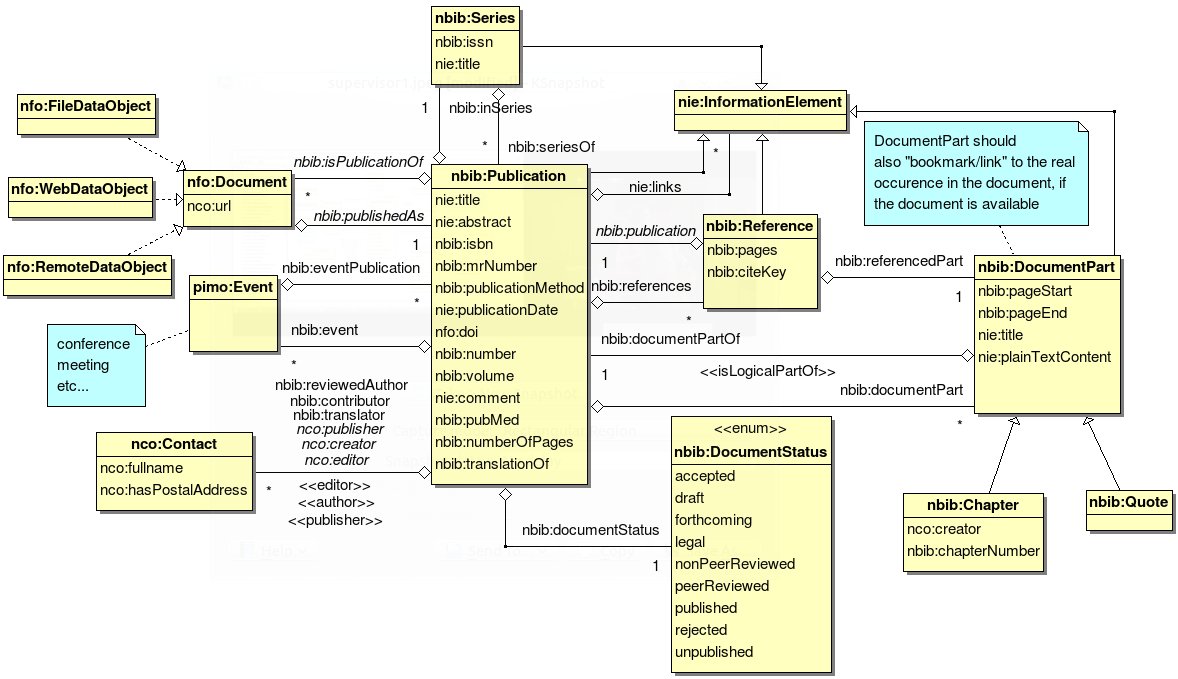 nbib:Series
nbib:issn
nie:title
1
nbib:inSeries
*
nbib:seriesOf
nie:InformationElement
*
nie:links
DocumentPart should
also "bookmark/link" to the real
occurence in the document, if
the document is available
nfo:FileDataObject
nfo:WebDataObject
nfo:RemoteDataObject
nfo:Document
nco:url
nbib:isPublicationOf
*
nbib:publishedAs
1
nbib:Publication
nie:title
nie:abstract
nbib:isbn
nbib:mrNumber
nbib:publicationMethod
nie:publicationDate
nfo:doi
nbib:number
nbib:volume
nie:comment
nbib:pubMed
nbib:numberOfPages
nbib:translationOf
nbib:Reference
nbib:pages
nbib:citeKey
nbib:publication
1
nbib:references
*
nbib:referencedPart
1
nbib:DocumentPart
nbib:pageStart
nbib:pageEnd
nie:title
nie:plainTextContent
pimo:Event
nbib:eventPublication
*
nbib:event
*
conference
meeting
etc...
nbib:documentPartOf
1
<<isLogicalPartOf>>
nbib:documentPart
*
nbib:reviewedAuthor
nbib:contributor
nbib:translator
nco:publisher
nco:creator
nco:editor
*
<<editor>>
<<author>>
<<publisher>>
nco:Contact
nco:fullname
nco:hasPostalAddress
nbib:documentStatus
1
<<enum>>
nbib:DocumentStatus
accepted
draft
forthcoming
legal
nonPeerReviewed
peerReviewed
published
rejected
unpublished
nbib:Chapter
nco:creator
nbib:chapterNumber
nbib:Quote